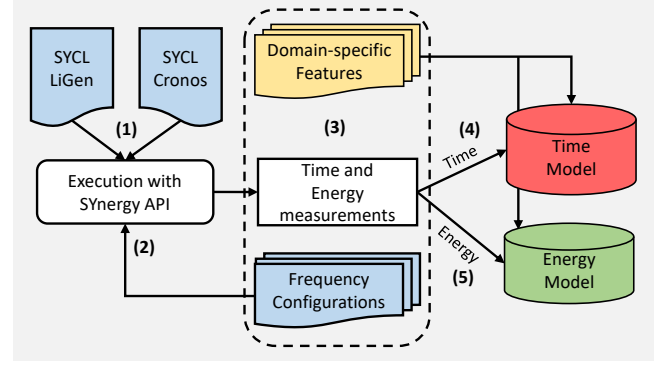 SYCL
LiGen
SYCL
Cronos
Domain-specific
Features
(1)
(3)
(4)
Time
Time
Model
Execution with
SYnergy API
Time and
Energy
measurements
(2)
Energy
(5)
Energy
Model
Frequency
Configurations